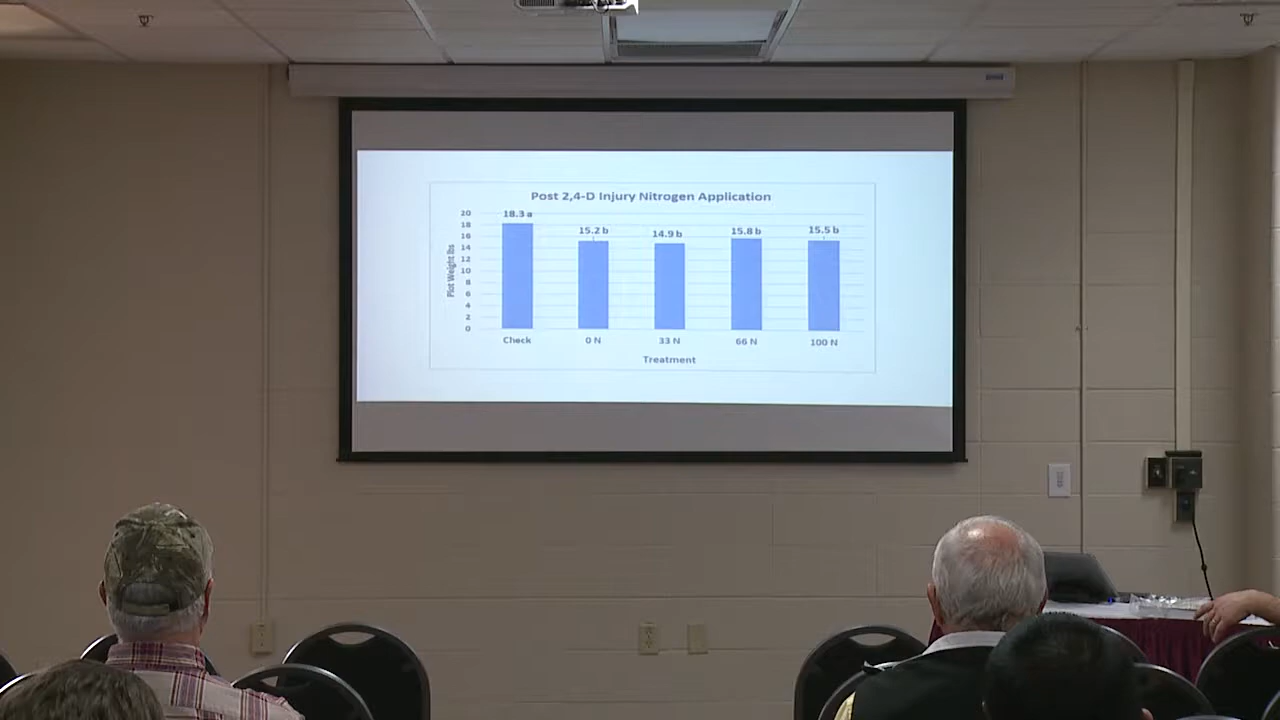 Post 2,4-D Injury Nitrogen Application
18.3 a
15.2 b
14.9 b
15.8 b
15.5 b
20
18
16
14
12
10
8
6
4
2
0
Plot Weight lbs
Check
0 N
33 N
66 N
100 N
Treatment